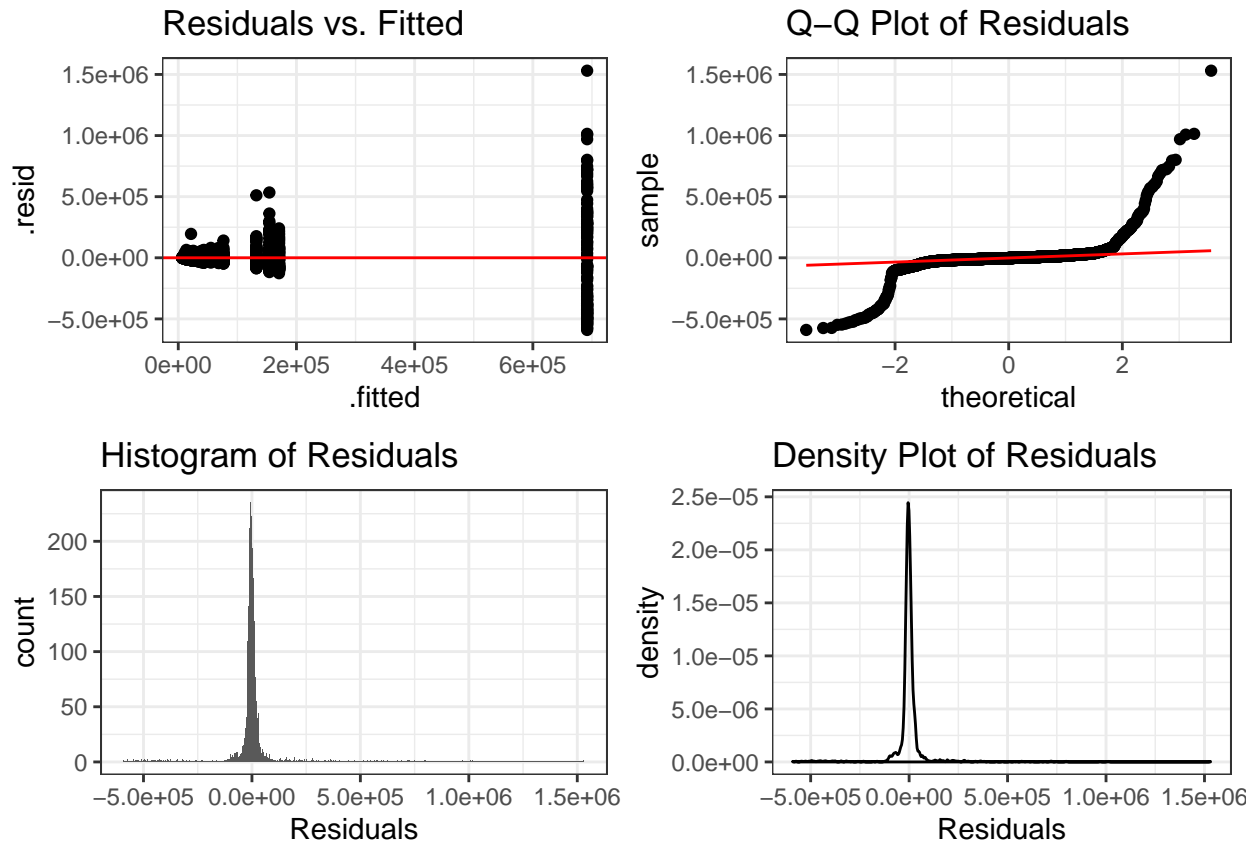 Residuals vs. Fitted
1.5e+06
1.0e+06
5.0e+05
0.0e+00
−5.0e+05
.resid
0e+00 2e+05 4e+05 6e+05
.fitted
Q−Q Plot of Residuals
1.5e+06
1.0e+06
5.0e+05
0.0e+00
−5.0e+05
sample
−2 0 2
theoretical
Histogram of Residuals
200
150
100
50
0
count
−5.0e+05 0.0e+00 5.0e+05 1.0e+06 1.5e+06
Residuals
Density Plot of Residuals
2.5e−05
2.0e−05
1.5e−05
1.0e−05
5.0e−06
0.0e+00
density
−5.0e+05 0.0e+00 5.0e+05 1.0e+06 1.5e+06
Residuals